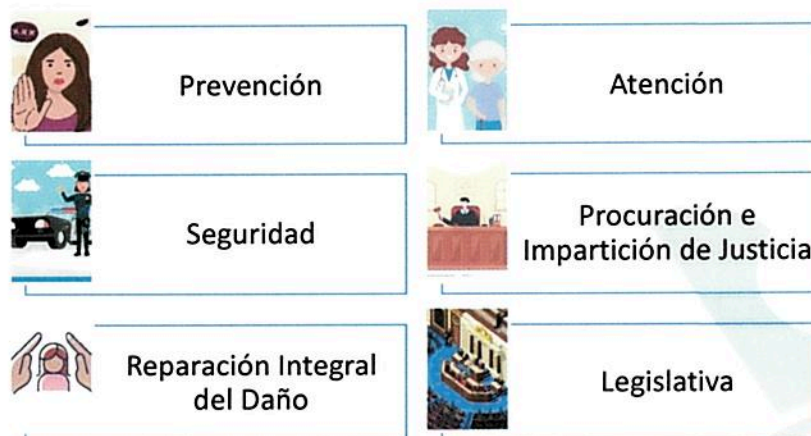 Prevención
Atención
Seguridad
Procuración e
Impartición de Justicia
Reparación Integral
del Daño
Legislativa